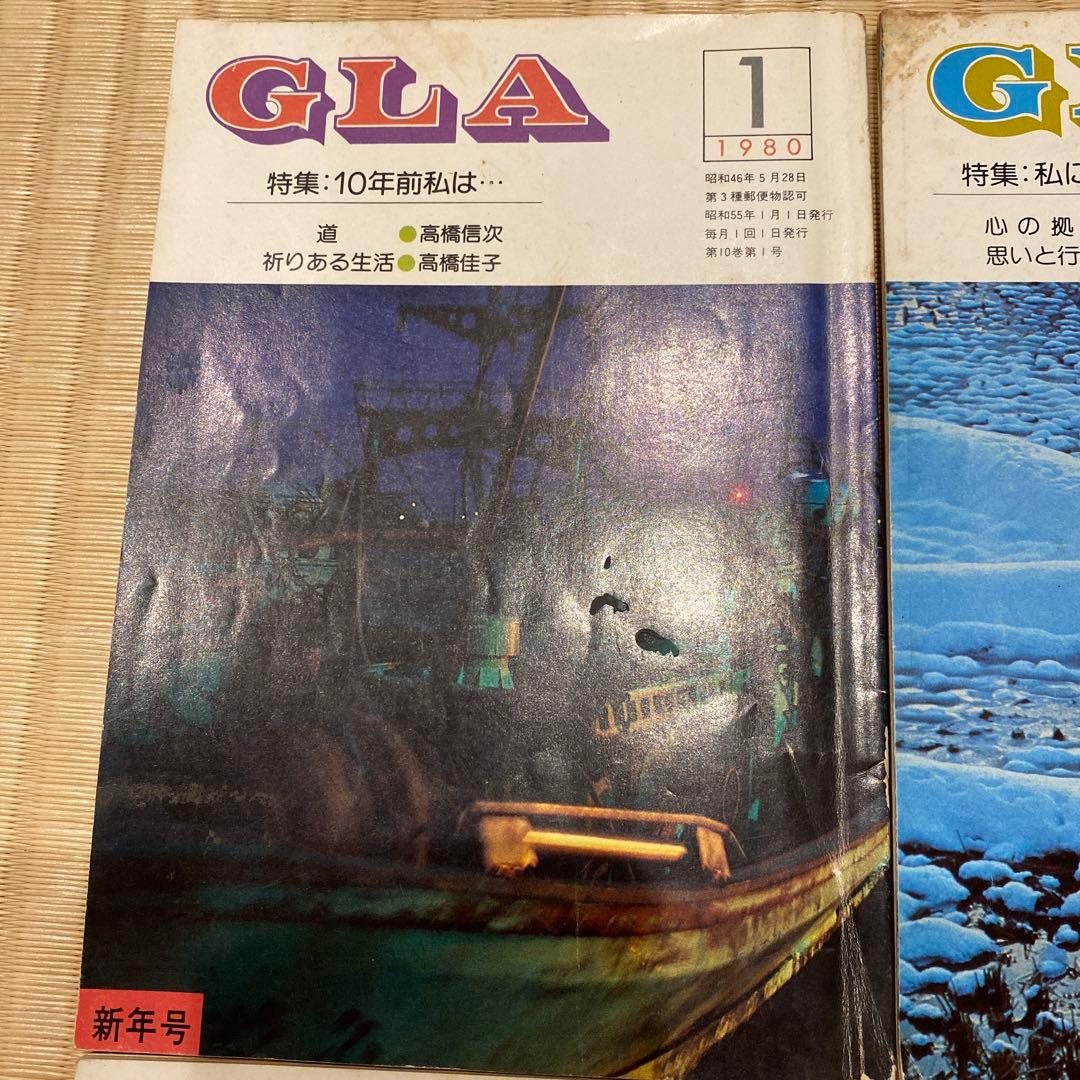 GLA
1
1980
特集:10年前私は…
道 ●高橋信次
祈りある生活●高橋佳子
昭和46年5月28日
第3種郵便物認可
昭和55年1月1日発行
毎月1回1日発行
第10巻第1号
新年号
G
特集:私に
心の拠
思いと行